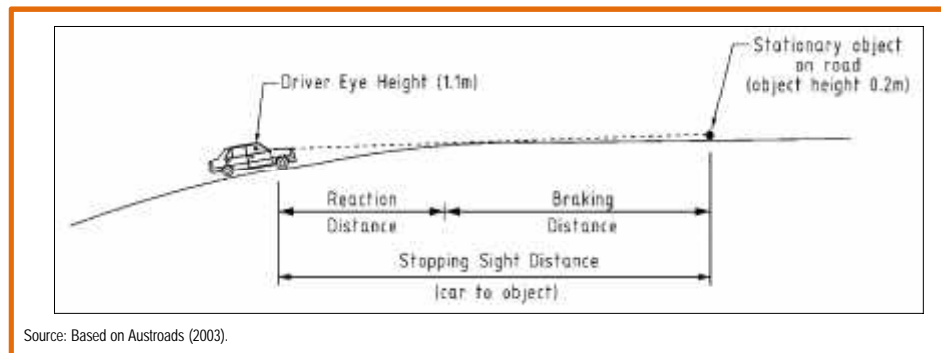 Driver Eye Height (1.1m)
Stationary object
on road
(object height 0.2m)
Reaction
Distance
Braking
Distance
Stopping Sight Distance
(car to object)
Source: Based on Austroads (2003).